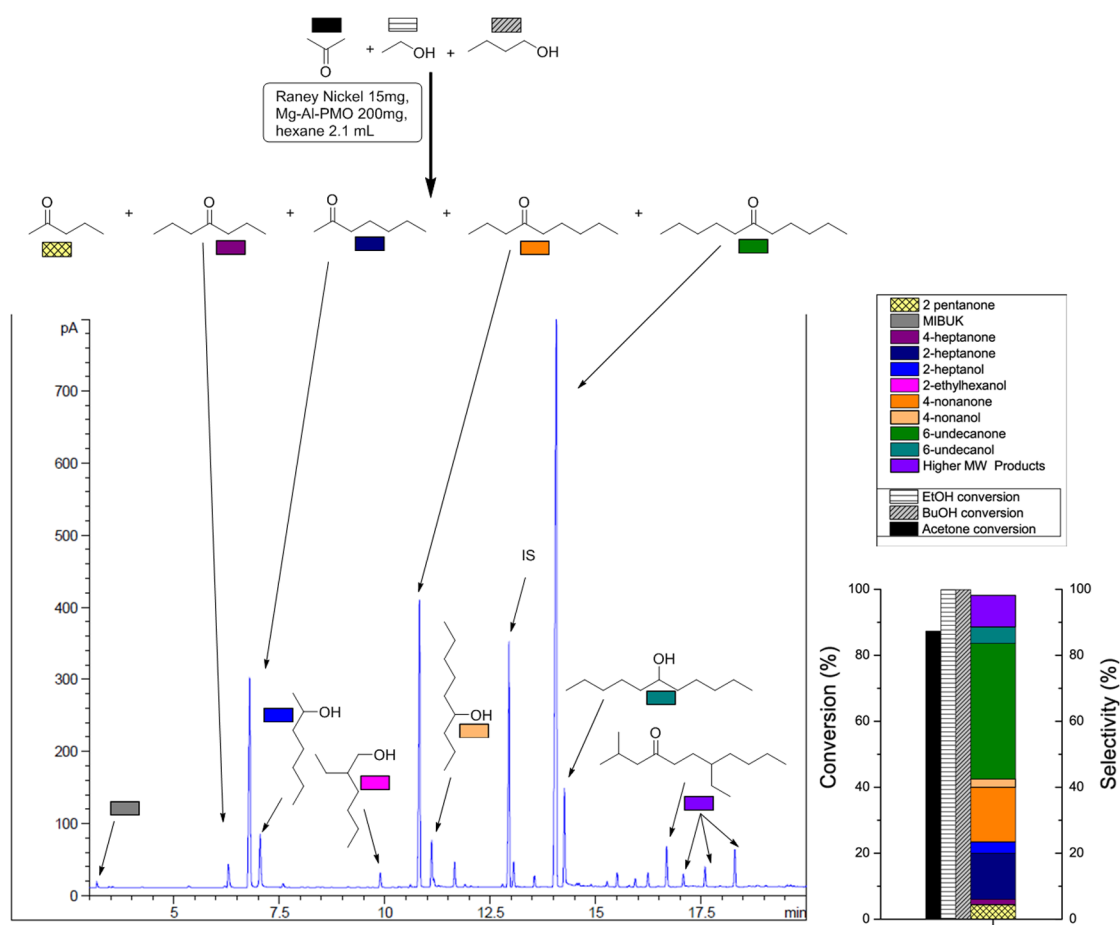 +
OH
+
OH
O
Raney Nickel 15mg,
Mg-Al-PMO 200mg,
hexane 2.1 mL
O
+
O
+
O
+
O
+
O
pA
700
600
500
400
300
200
100
0
5
7.5
10
12.5
15
17.5
min
IS
OH
OH
OH
OH
O
2 pentanone
MIBUK
4-heptanone
2-heptanone
2-heptanol
2-ethylhexanol
4-nonanone
4-nonanol
6-undecanone
6-undecanol
Higher MW Products
EtOH conversion
BuOH conversion
Acetone conversion
Conversion (%)
100
80
60
40
20
0
100
80
60
40
20
0
Selectivity (%)